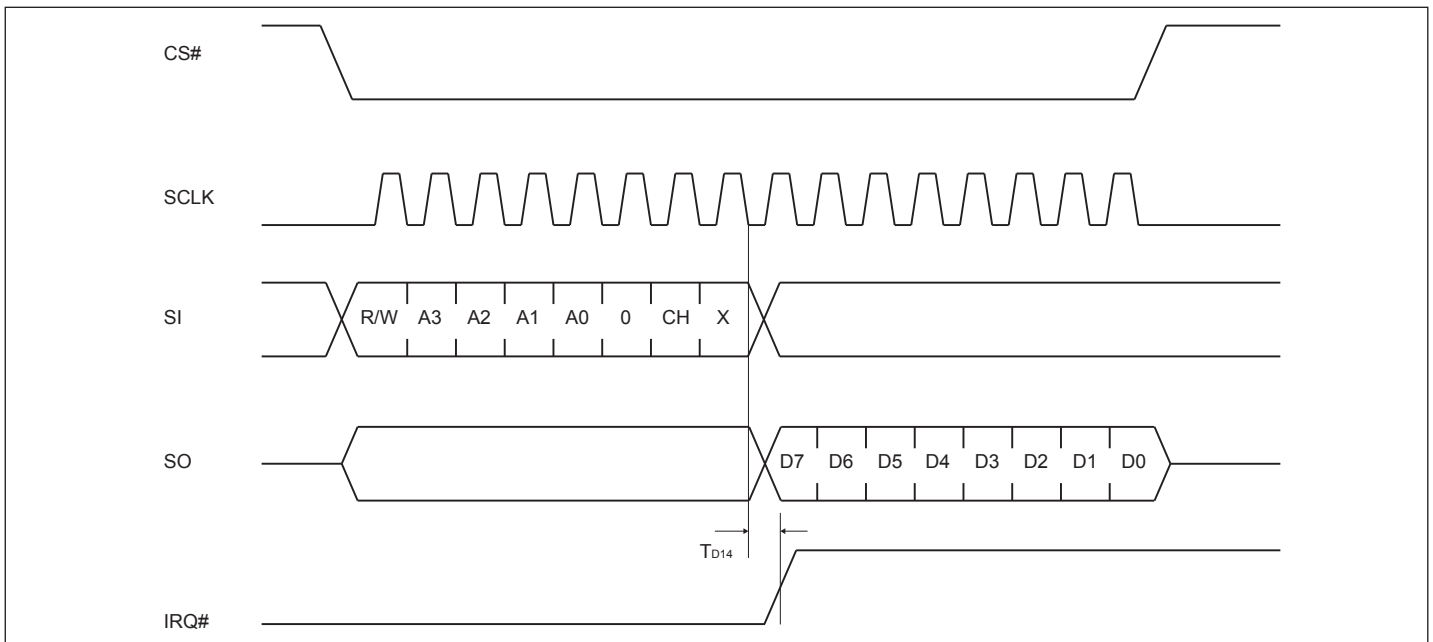 CS#
SCLK
SI
R/W A3 A2 A1 A0 0 CH X
SO
D7 D6 D5 D4 D3 D2 D1 D0
TD14
IRQ#